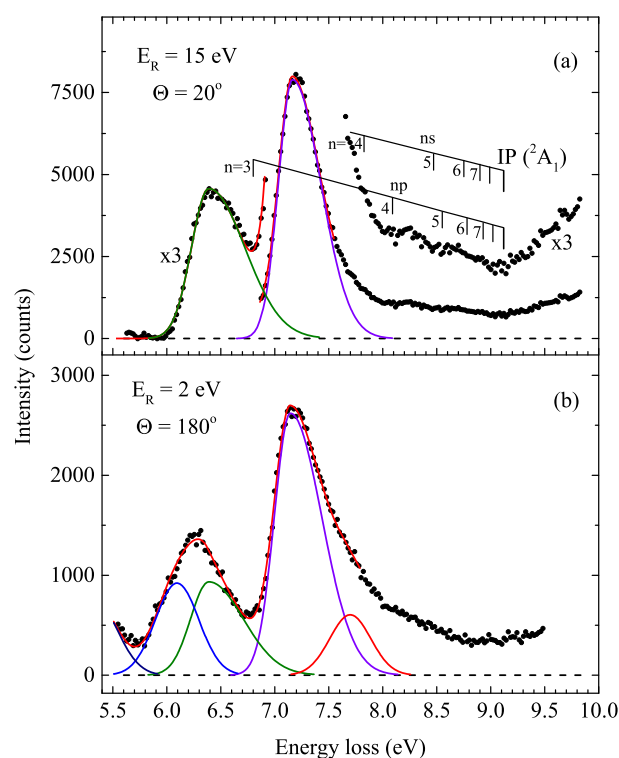 E_R = 15 eV
Θ = 20°
(a)
7500
5000
2500
0
n=3
n=4
ns
5
6
7
IP (²A₁)
np
4
5
6
7
x3
x3
Intensity (counts)
E_R = 2 eV
Θ = 180°
(b)
3000
2000
1000
0
5.5 6.0 6.5 7.0 7.5 8.0 8.5 9.0 9.5 10.0
Energy loss (eV)